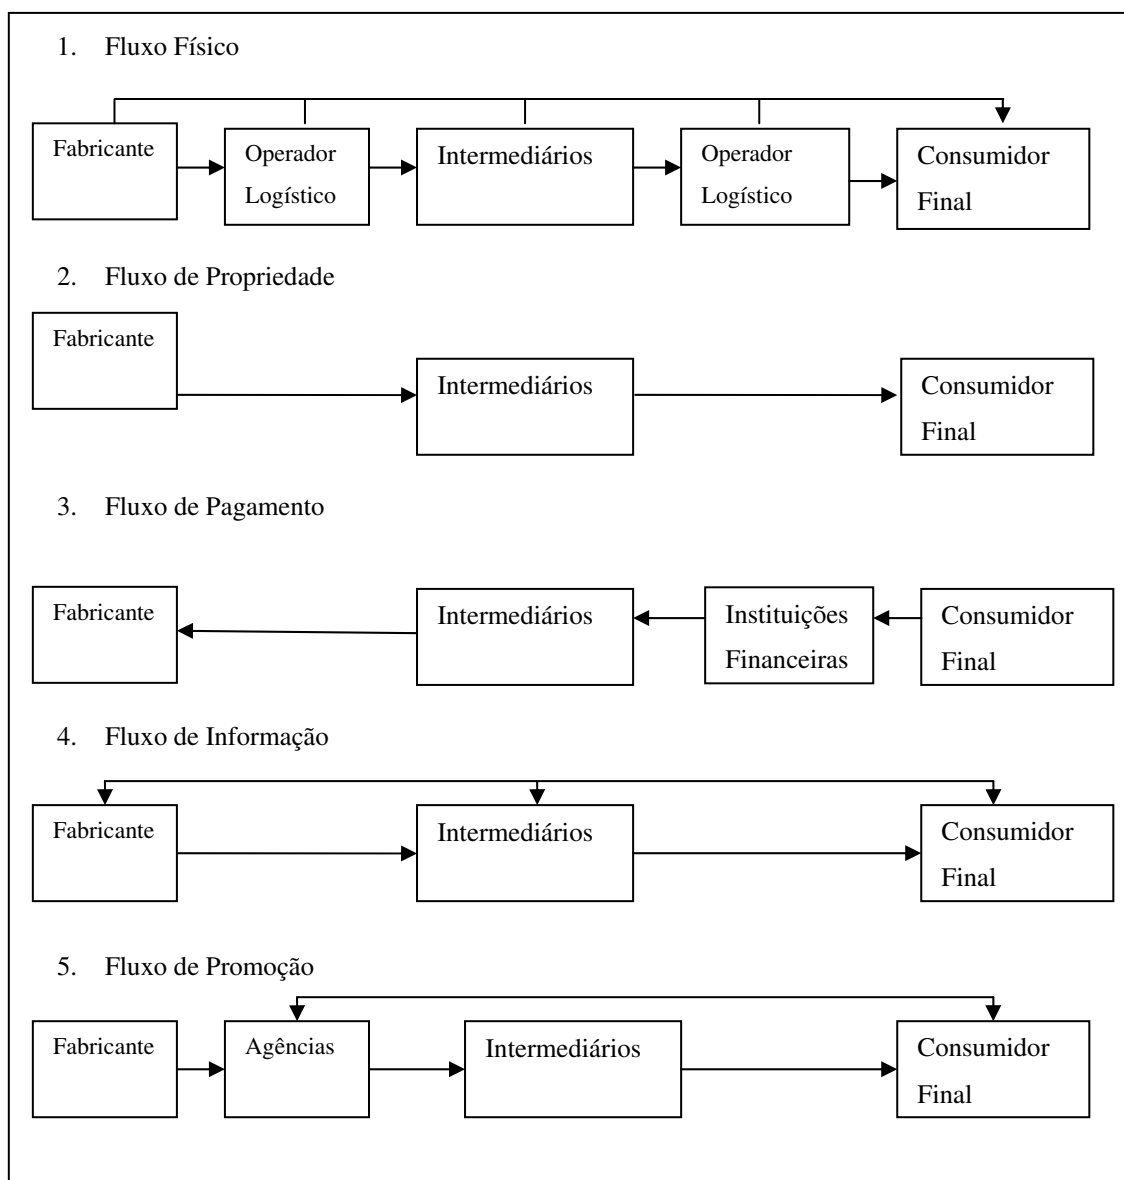 1. Fluxo Físico
Fabricante
Operador
Logístico
Intermediários
Operador
Logístico
Consumidor
Final
2. Fluxo de Propriedade
Fabricante
Intermediários
Consumidor
Final
3. Fluxo de Pagamento
Fabricante
Intermediários
Instituições
Financeiras
Consumidor
Final
4. Fluxo de Informação
Fabricante
Intermediários
Consumidor
Final
5. Fluxo de Promoção
Fabricante
Agências
Intermediários
Consumidor
Final